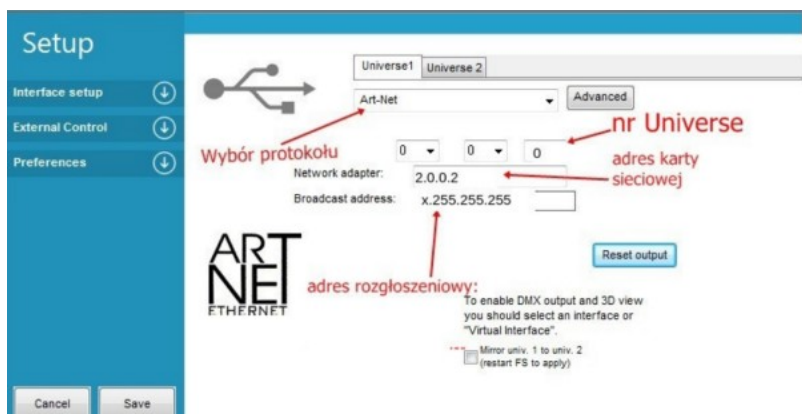 Setup
Interface setup
External Control
Preferences
Universe1 Universe 2
Art-Net
Advanced
nr Universe
Wybór protokołu
0 0 0
adres karty
sieciowej
Network adapter: 2.0.0.2
Broadcast address: x.255.255.255
ART
NET
ETHERNET
adres rozgłoszeniowy:
Reset output
To enable DMX output and 3D view
you should select an interface or
"Virtual Interface".
Mirror univ. 1 to univ. 2
(restart FS to apply)
Cancel Save